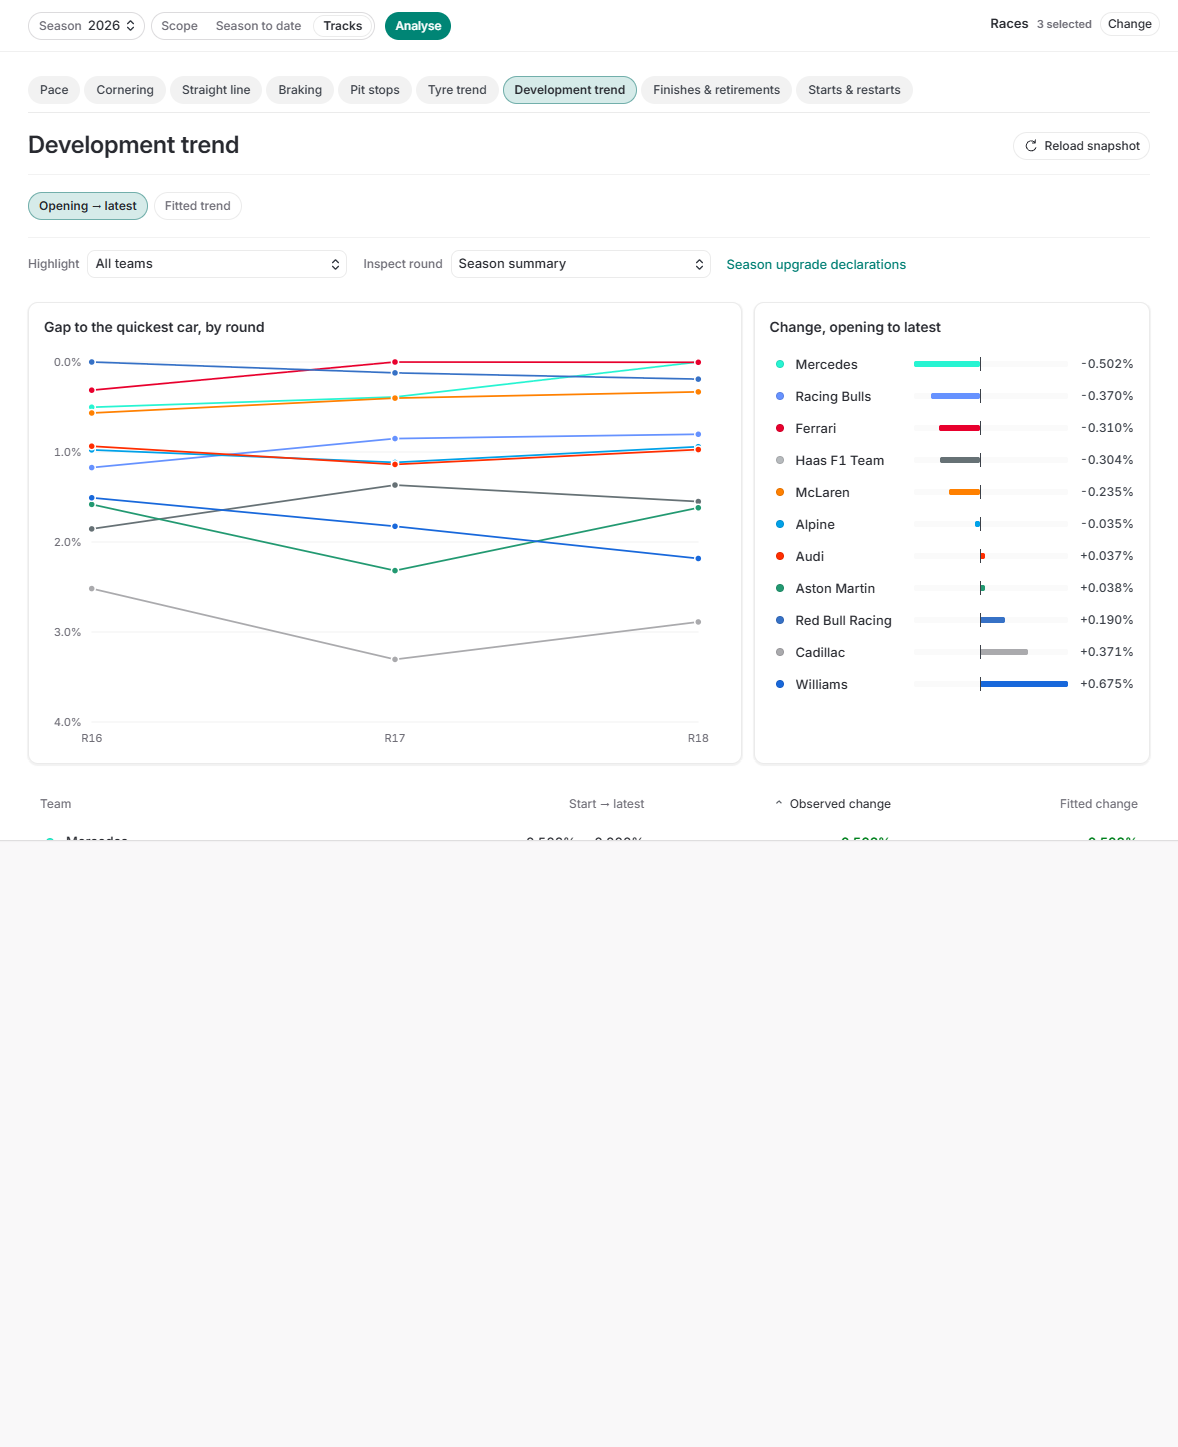 Season 2026 Scope Season to date Tracks Analyse Races 3 selected Change
Pace Cornering Straight line Braking Pit stops Tyre trend Development trend Finishes & retirements Starts & restarts
Development trend
Reload snapshot
Opening → latest Fitted trend
Highlight All teams Inspect round Season summary Season upgrade declarations
Gap to the quickest car, by round
0.0%
1.0%
2.0%
3.0%
4.0%
R16 R17 R18
Change, opening to latest
Mercedes -0.502%
Racing Bulls -0.370%
Ferrari -0.310%
Haas F1 Team -0.304%
McLaren -0.235%
Alpine -0.035%
Audi +0.037%
Aston Martin +0.038%
Red Bull Racing +0.190%
Cadillac +0.371%
Williams +0.675%
Team Start → latest Observed change Fitted change
Mercedes